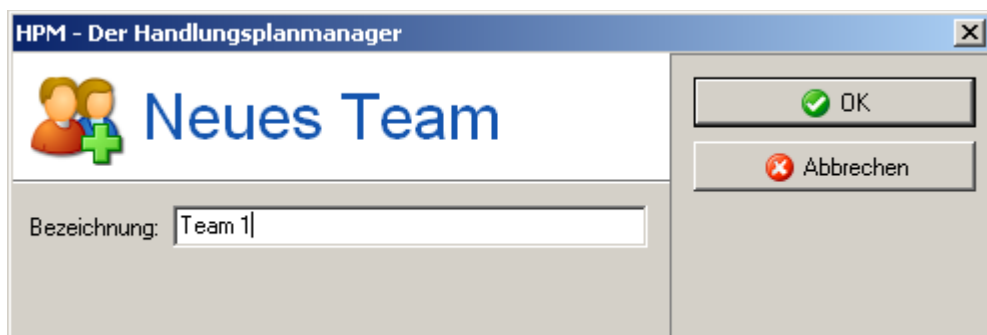 HPM - Der Handlungsplanmanager
Neues Team
OK
Abbrechen
Bezeichnung: Team 1